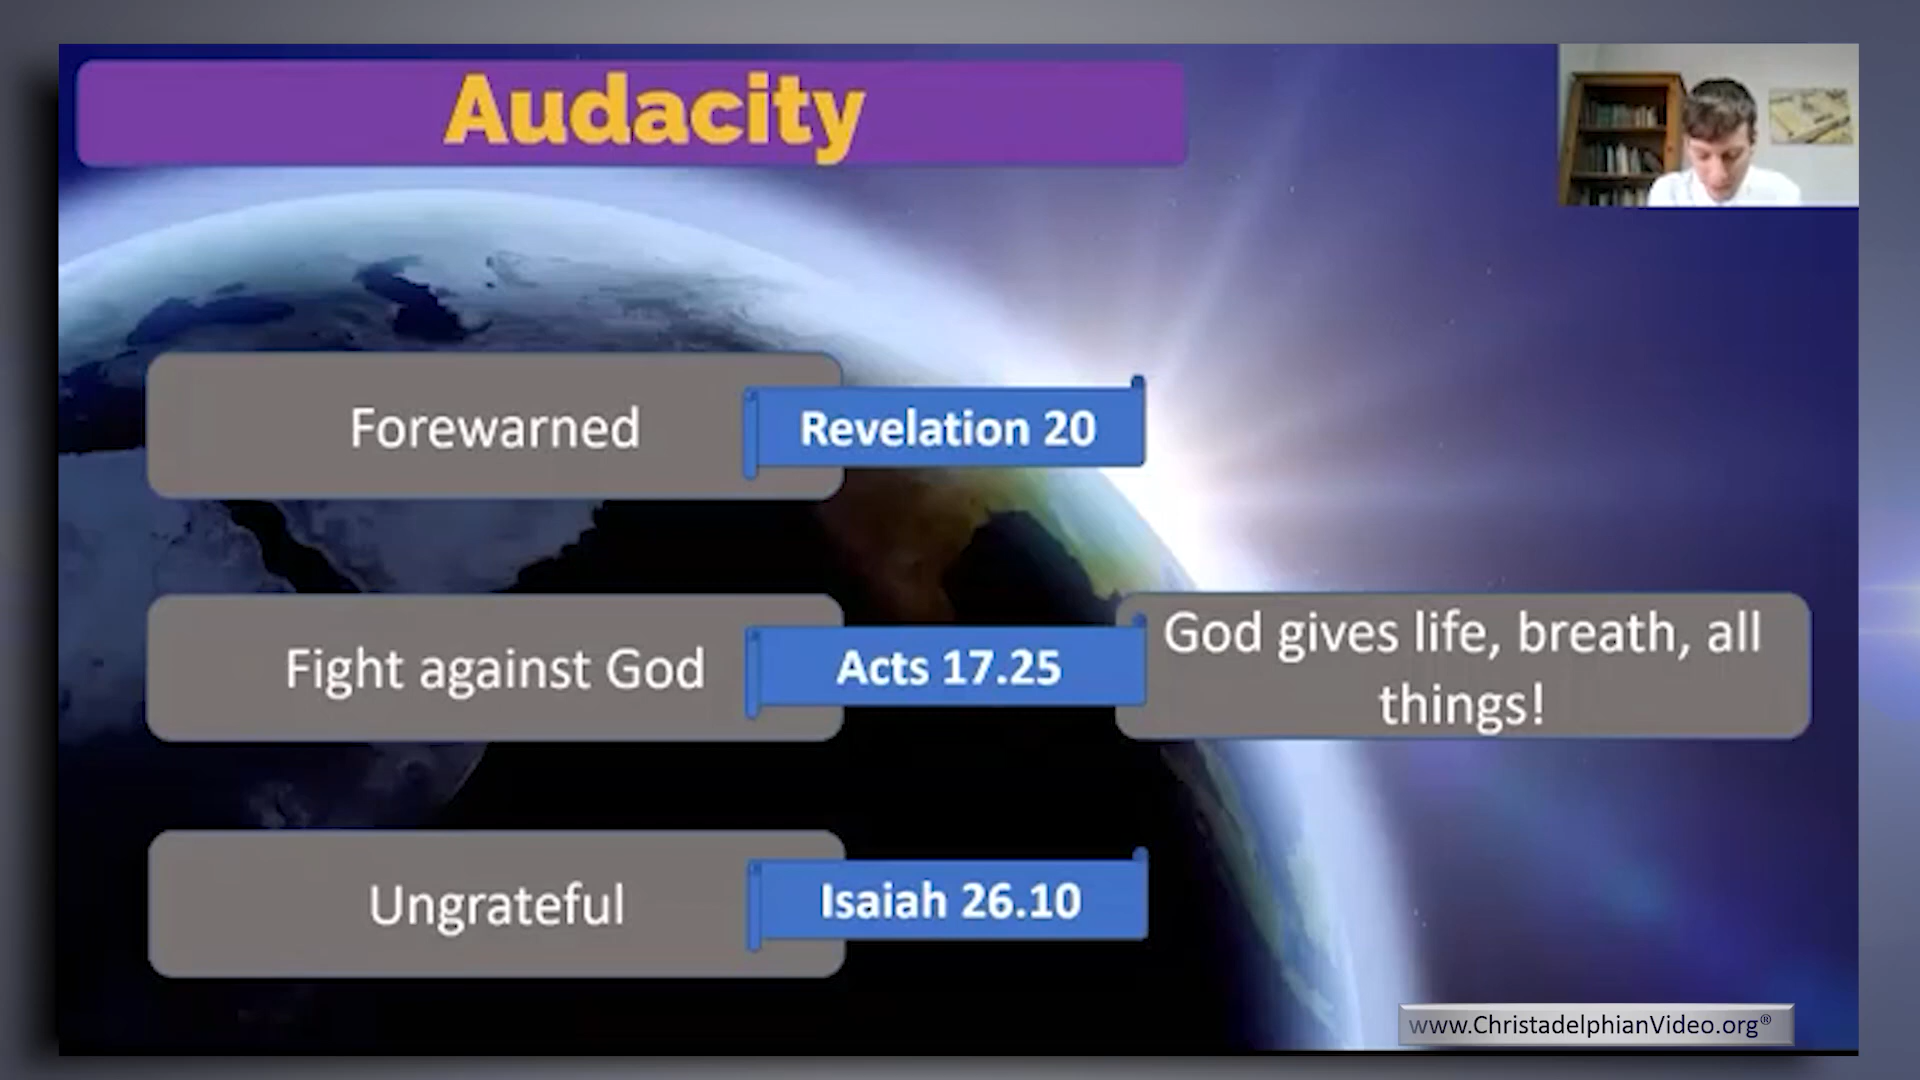 Audacity
Forewarned
Revelation 20
Fight against God
Acts 17.25
God gives life, breath, all
things!
Ungrateful
Isaiah 26.10
www.ChristadelphianVideo.org®